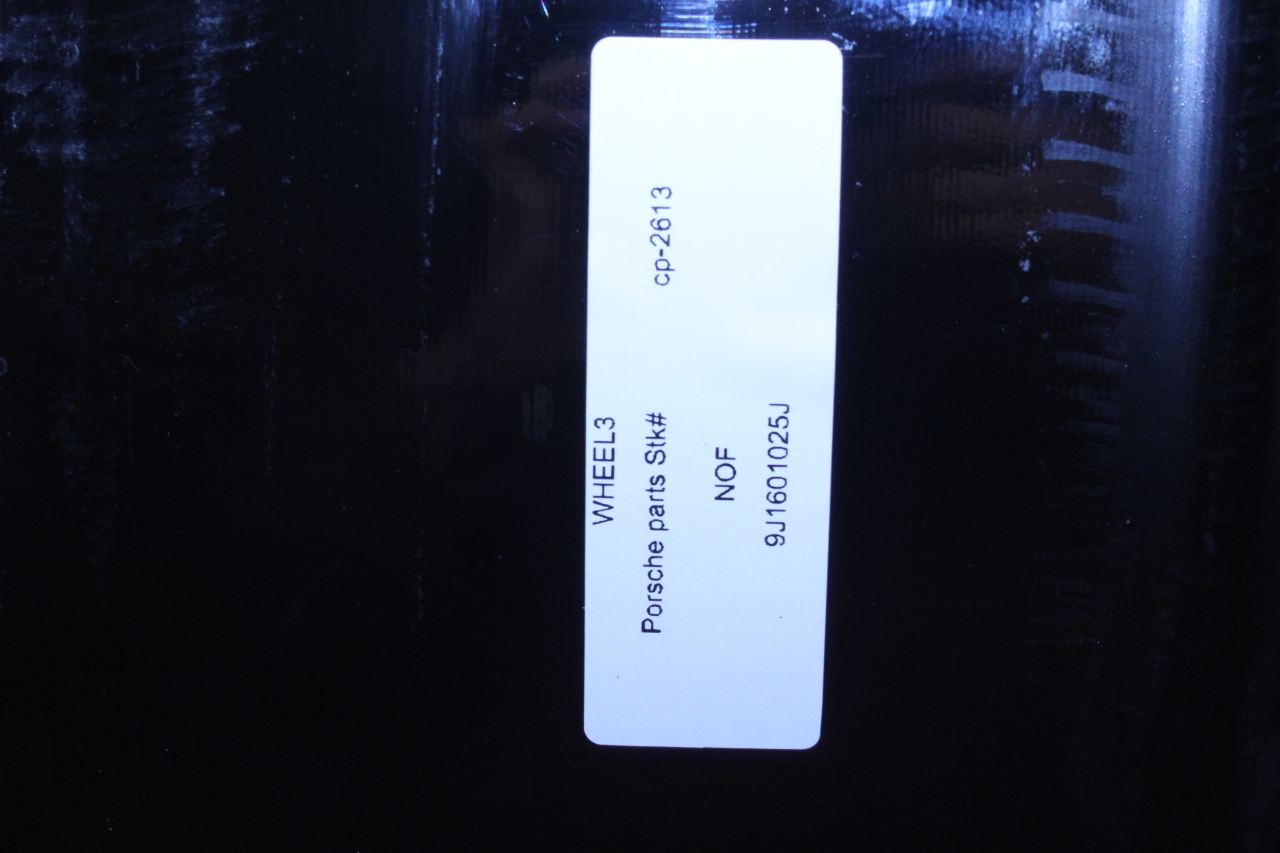 WHEEL3
Porsche parts Stk# cp-2613
NOF
9J1601025J